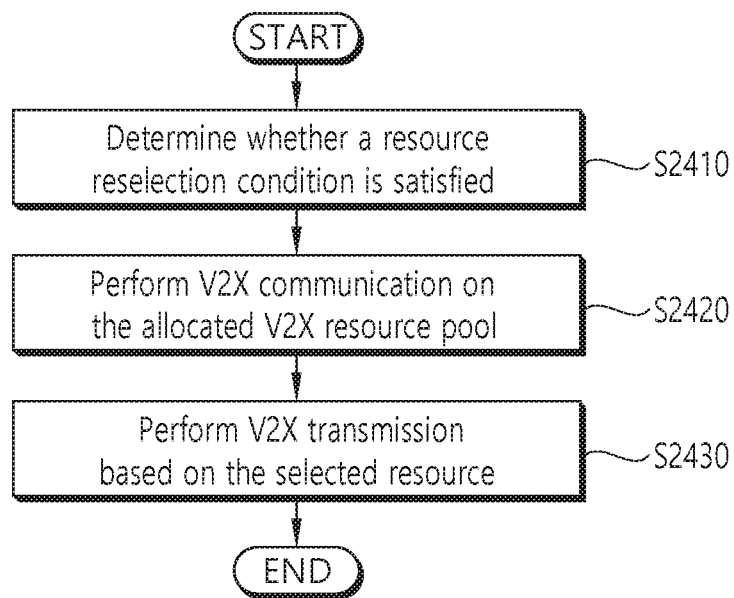 START
Determine whether a resource
reselection condition is satisfied
S2410
Perform V2X communication on
the allocated V2X resource pool
S2420
Perform V2X transmission
based on the selected resource
S2430
END